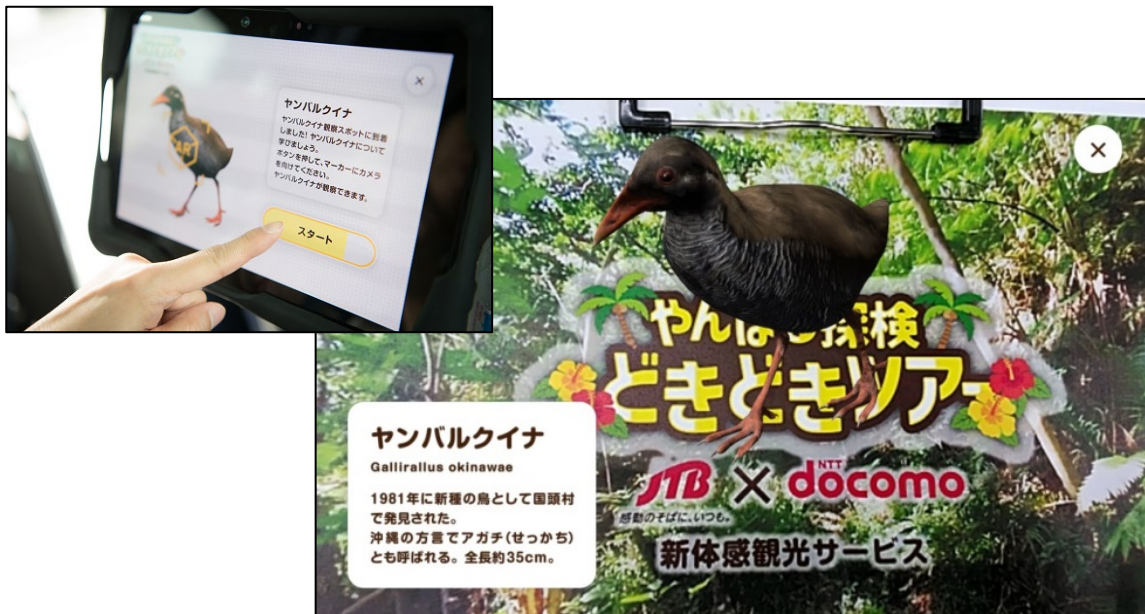 ヤンバルクイナ
ヤンバルクイナ観察スポットに到着
しました!ヤンバルクイナについて
学びましょう。
ボタンを押して、マーカーにカメラ
を向けてください。
ヤンバルクイナが観察できます。
AR
スタート
やんばる探検
どきどきツアー
JTB × NTT docomo
感動のそばに、いつも。
新体感観光サービス
ヤンバルクイナ
Gallirallus okinawae
1981年に新種の鳥として国頭村
で発見された。
沖縄の方言でアガチ(せっかち)
とも呼ばれる。全長約35cm。